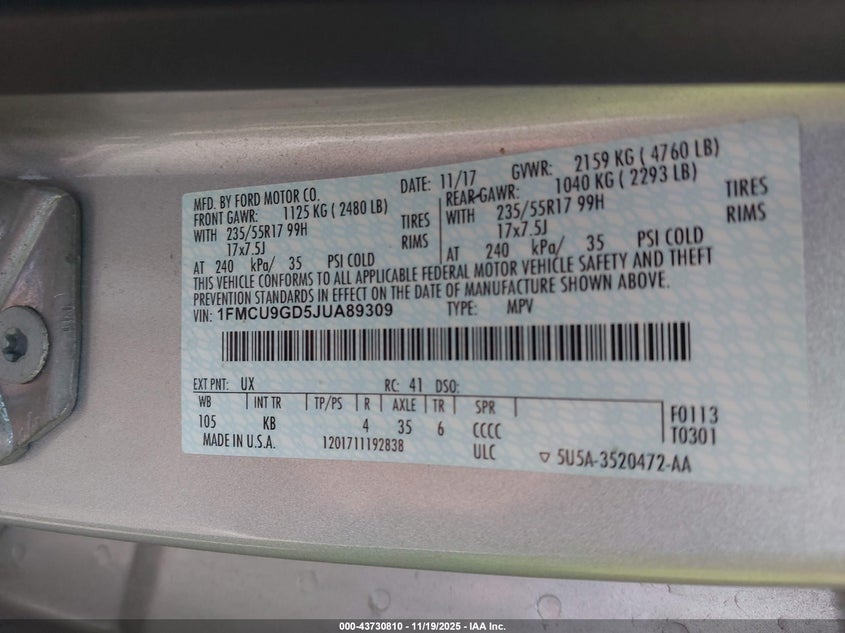 MFD. BY FORD MOTOR CO.
DATE: 11/17
GVWR: 2159 KG ( 4760 LB)
FRONT GAWR: 1125 KG ( 2480 LB)
WITH 235/55R17 99H TIRES
17x7.5J RIMS
AT 240 kPa/ 35 PSI COLD
REAR GAWR: 1040 KG ( 2293 LB)
WITH 235/55R17 99H TIRES
17x7.5J RIMS
AT 240 kPa/ 35 PSI COLD
THIS VEHICLE CONFORMS TO ALL APPLICABLE FEDERAL MOTOR VEHICLE SAFETY AND THEFT
PREVENTION STANDARDS IN EFFECT ON THE DATE OF MANUFACTURE SHOWN ABOVE.
VIN: 1FMCU9GD5JUA89309 TYPE: MPV
EXT PNT: UX RC: 41 DSO:
WB INT TR TP/PS R AXLE TR SPR
105 KB 4 35 6 CCCC
F0113
T0301
MADE IN U.S.A. 1201711192838 ULC ▽ 5U5A-3520472-AA
000-43730810 - 11/19/2025 - IAA Inc.